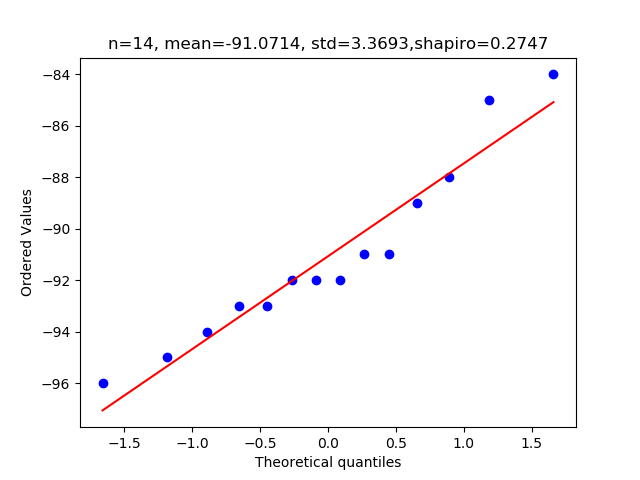 n=14, mean=-91.0714, std=3.3693,shapiro=0.2747
Ordered Values
−84
−86
−88
−90
−92
−94
−96
−1.5 −1.0 −0.5 0.0 0.5 1.0 1.5
Theoretical quantiles